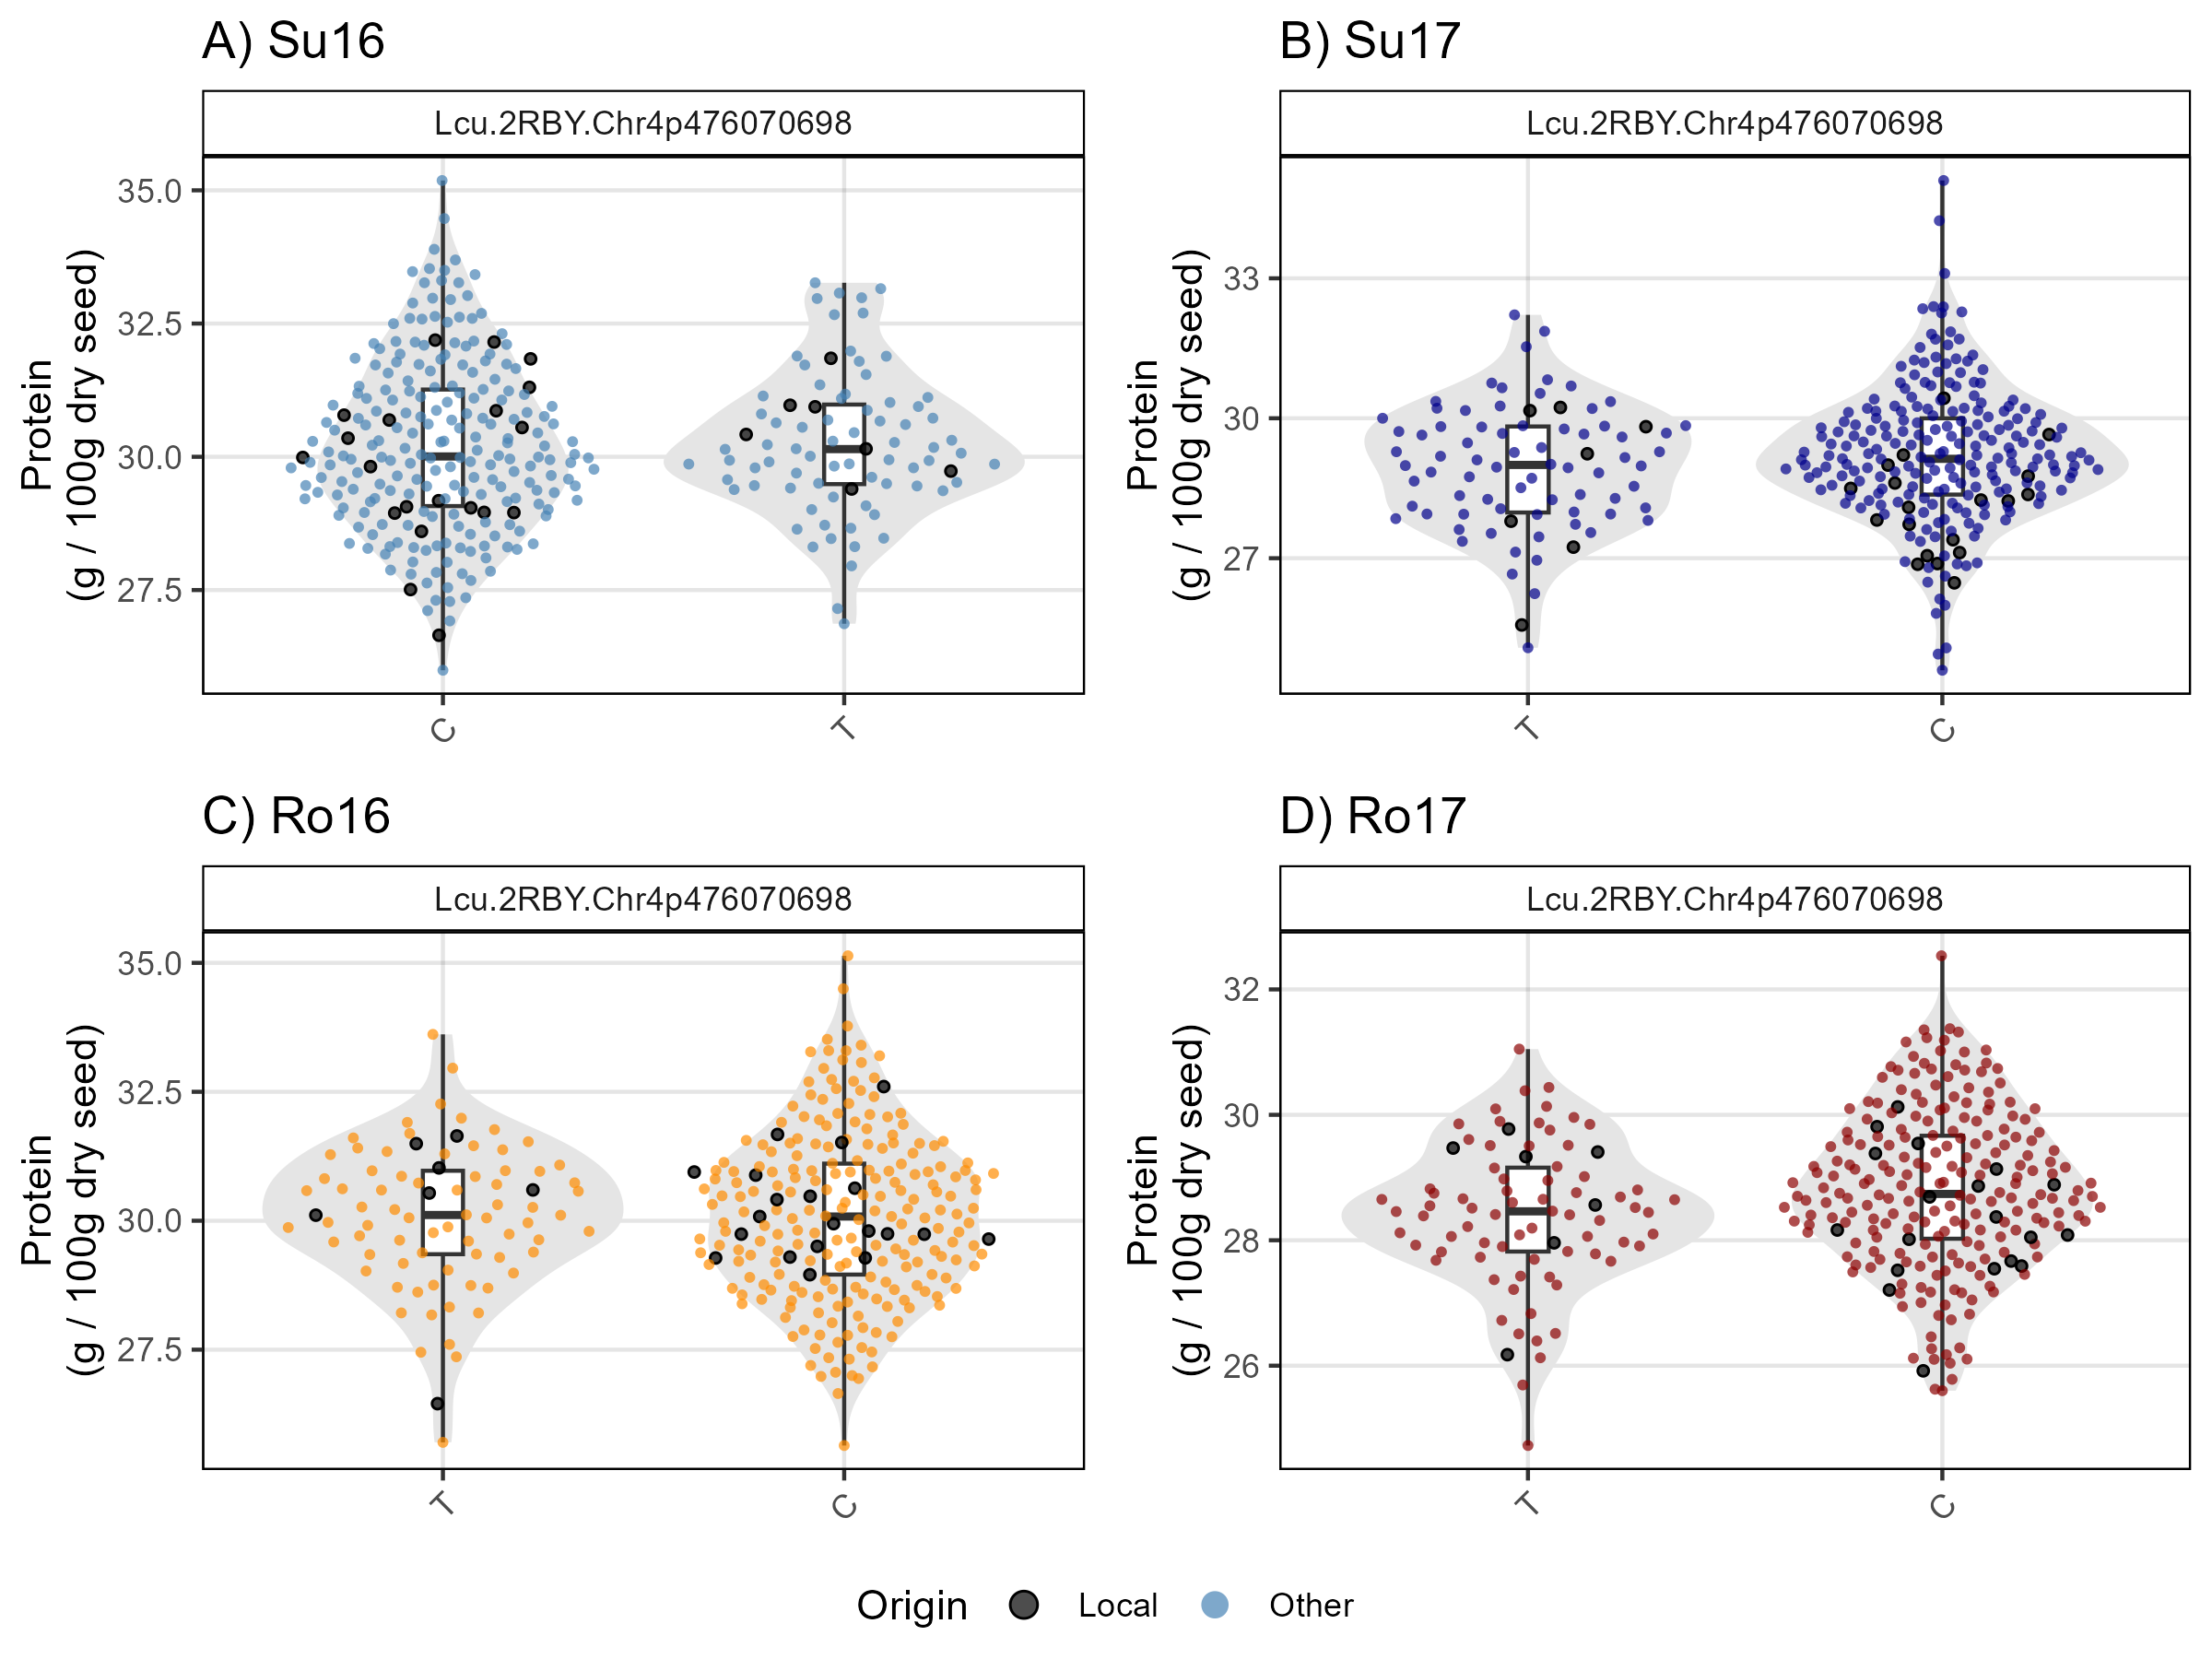 A) Su16
Lcu.2RBY.Chr4p476070698
Protein
(g / 100g dry seed)
35.0
32.5
30.0
27.5
C
T
B) Su17
Lcu.2RBY.Chr4p476070698
Protein
(g / 100g dry seed)
33
30
27
T
C
C) Ro16
Lcu.2RBY.Chr4p476070698
Protein
(g / 100g dry seed)
35.0
32.5
30.0
27.5
T
C
D) Ro17
Lcu.2RBY.Chr4p476070698
Protein
(g / 100g dry seed)
32
30
28
26
T
C
Origin Local Other